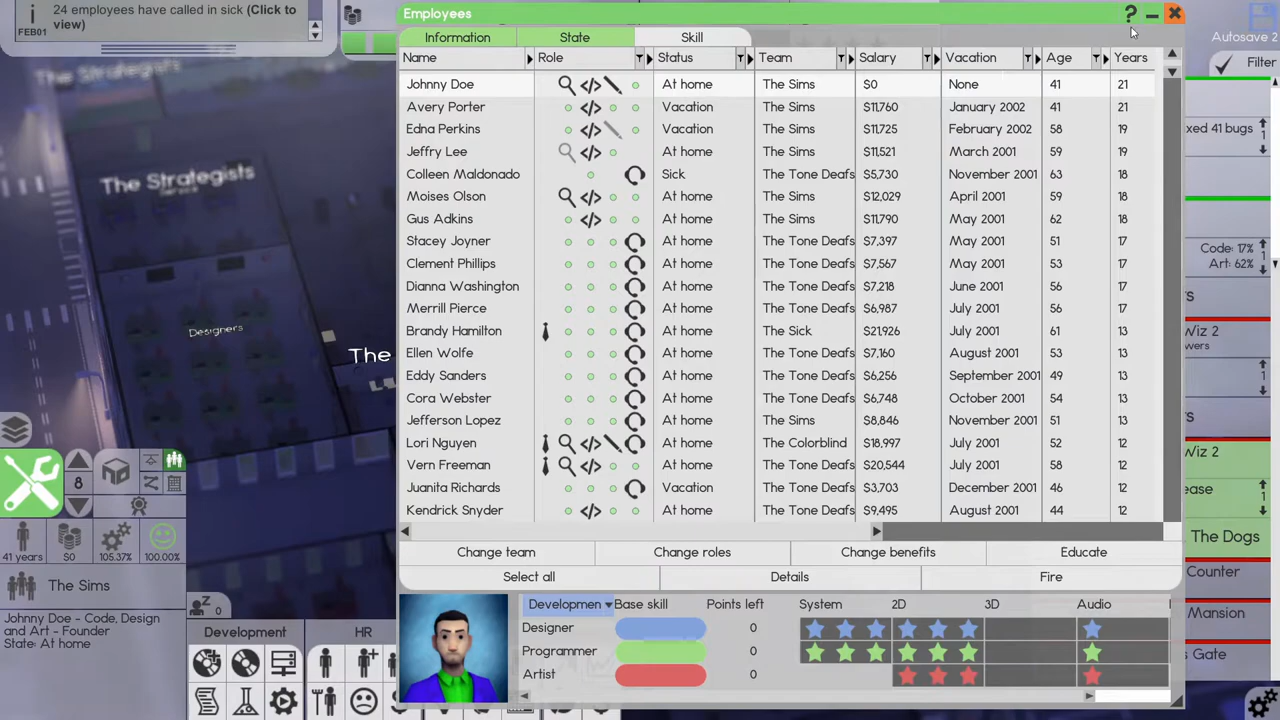 24 employees have called in sick (Click to
view)
FEB01
Employees
?
Autosave 2
Information State Skill
Filter
Name Role Status Team Salary Vacation Age Years
Johnny Doe At home The Sims $0 None 41 21
Avery Porter Vacation The Sims $11,760 January 2002 41 21
Edna Perkins Vacation The Sims $11,725 February 2002 58 19
Jeffry Lee At home The Sims $11,521 March 2001 59 19
Colleen Maldonado Sick The Tone Deafs $5,730 November 2001 63 18
Moises Olson At home The Sims $12,029 April 2001 59 18
Gus Adkins At home The Sims $11,790 May 2001 62 18
Stacey Joyner At home The Tone Deafs $7,397 May 2001 51 17
Clement Phillips At home The Tone Deafs $7,567 May 2001 53 17
Dianna Washington At home The Tone Deafs $7,218 June 2001 56 17
Merrill Pierce At home The Tone Deafs $6,987 July 2001 56 17
Brandy Hamilton At home The Sick $21,926 July 2001 61 13
Ellen Wolfe At home The Tone Deafs $7,160 August 2001 53 13
Eddy Sanders At home The Tone Deafs $6,256 September 2001 49 13
Cora Webster At home The Tone Deafs $6,748 October 2001 54 13
Jefferson Lopez At home The Sims $8,846 November 2001 51 13
Lori Nguyen At home The Colorblind $18,997 July 2001 52 12
Vern Freeman At home The Sims $20,544 July 2001 58 12
Juanita Richards Vacation The Tone Deafs $3,703 December 2001 46 12
Kendrick Snyder At home The Sims $9,495 August 2001 44 12
Change team Change roles Change benefits Educate
Select all Details Fire
Developmen Base skill Points left System 2D 3D Audio
Designer 0
Programmer 0
Artist 0
The Strategists
Designers
The
8
41 years $0 105.37% 100.00%
The Sims
Johnny Doe - Code, Design
and Art - Founder
State: At home
Z 0
Development HR
xed 41 bugs
1
Code: 17%
Art: 62%
1
rs
Wiz 2
owers
1
rs
Wiz 2
ease
1
The Dogs
Counter
Mansion
s Gate